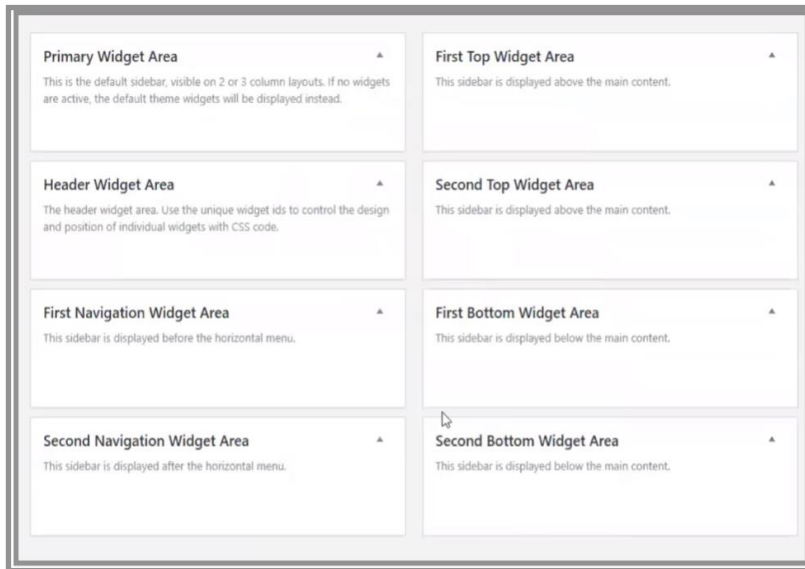 Primary Widget Area
This is the default sidebar, visible on 2 or 3 column layouts. If no widgets
are active, the default theme widgets will be displayed instead.
Header Widget Area
The header widget area. Use the unique widget ids to control the design
and position of individual widgets with CSS code.
First Navigation Widget Area
This sidebar is displayed before the horizontal menu.
Second Navigation Widget Area
This sidebar is displayed after the horizontal menu.
First Top Widget Area
This sidebar is displayed above the main content.
Second Top Widget Area
This sidebar is displayed above the main content.
First Bottom Widget Area
This sidebar is displayed below the main content.
Second Bottom Widget Area
This sidebar is displayed below the main content.